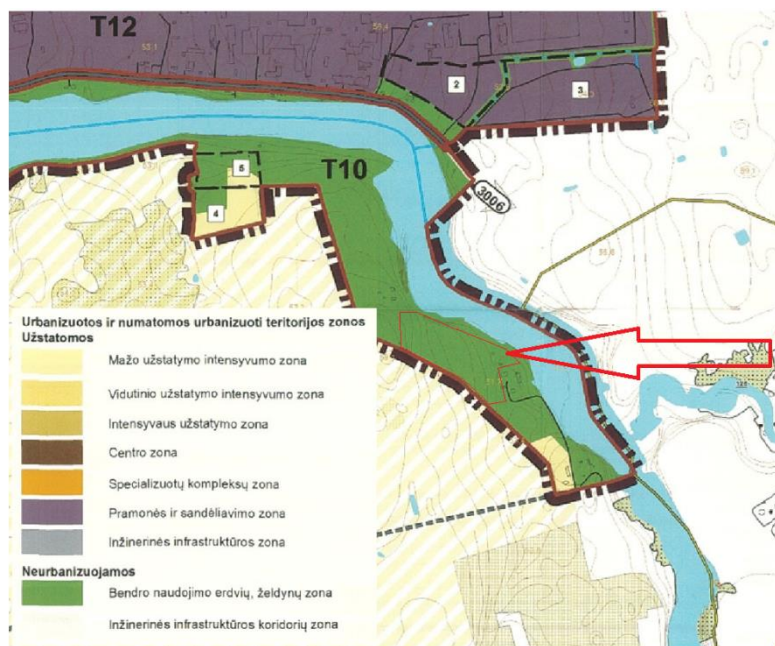 T12
T10
2
3
5
4
3006
Urbanizuotos ir numatomos urbanizuoti teritorijos zonos
Užstatomos
Mažo užstatymo intensyvumo zona
Vidutinio užstatymo intensyvumo zona
Intensyvaus užstatymo zona
Centro zona
Specializuotų kompleksų zona
Pramonės ir sandėliavimo zona
Inžinerinės infrastruktūros zona
Neurbanizuojamos
Bendro naudojimo erdvių, želdynų zona
Inžinerinės infrastruktūros koridorių zona